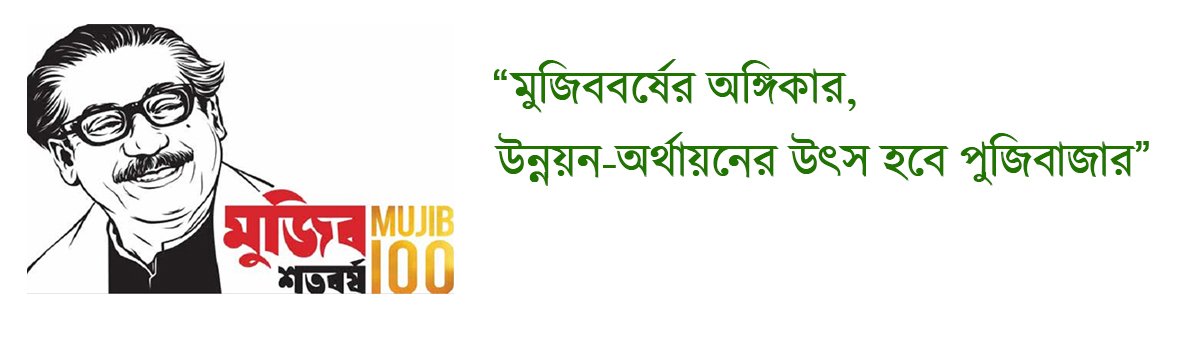 “মুজিববর্ষের অঙ্গিকার,
উন্নয়ন-অর্থায়নের উৎস হবে পুজিবাজার”
মুজিব
শতবর্ষ
MUJIB
100